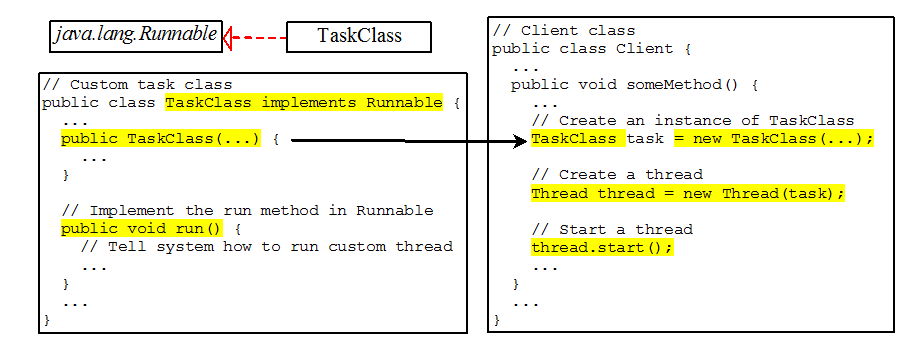 java.lang.Runnable
TaskClass
// Custom task class
public class TaskClass implements Runnable {
...
public TaskClass(...) {
...
}
// Implement the run method in Runnable
public void run() {
// Tell system how to run custom thread
...
}
...
}
// Client class
public class Client {
...
public void someMethod() {
...
// Create an instance of TaskClass
TaskClass task = new TaskClass(...);
// Create a thread
Thread thread = new Thread(task);
// Start a thread
thread.start();
...
}
...
}